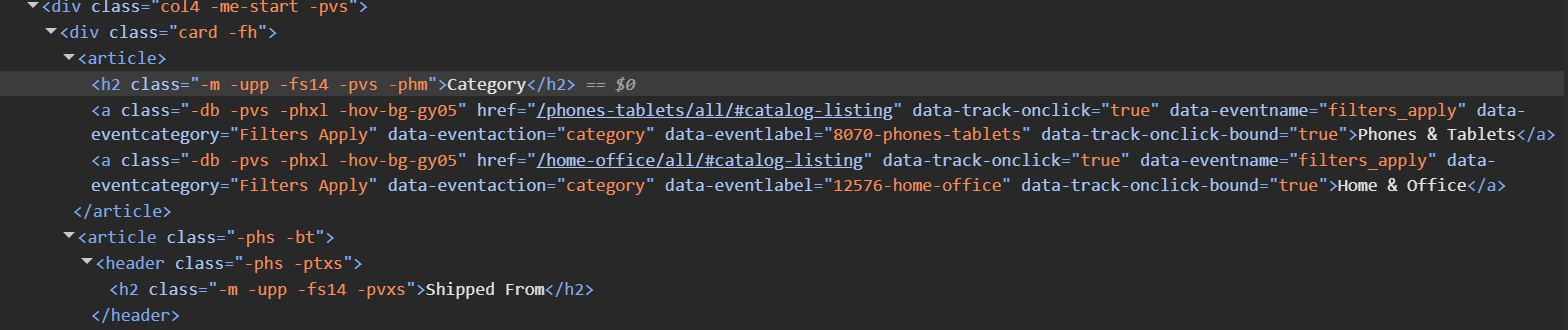 <div class="col4 -me-start -pvs">
<div class="card -fh">
<article>
<h2 class="-m -upp -fs14 -pvs -phm">Category</h2> == $0
<a class="-db -pvs -phxl -hov-bg-gy05" href="/phones-tablets/all/#catalog-listing" data-track-onclick="true" data-eventname="filters_apply" data-
eventcategory="Filters Apply" data-eventaction="category" data-eventlabel="8070-phones-tablets" data-track-onclick-bound="true">Phones & Tablets</a>
<a class="-db -pvs -phxl -hov-bg-gy05" href="/home-office/all/#catalog-listing" data-track-onclick="true" data-eventname="filters_apply" data-
eventcategory="Filters Apply" data-eventaction="category" data-eventlabel="12576-home-office" data-track-onclick-bound="true">Home & Office</a>
</article>
<article class="-phs -bt">
<header class="-phs -ptxs">
<h2 class="-m -upp -fs14 -pvxs">Shipped From</h2>
</header>